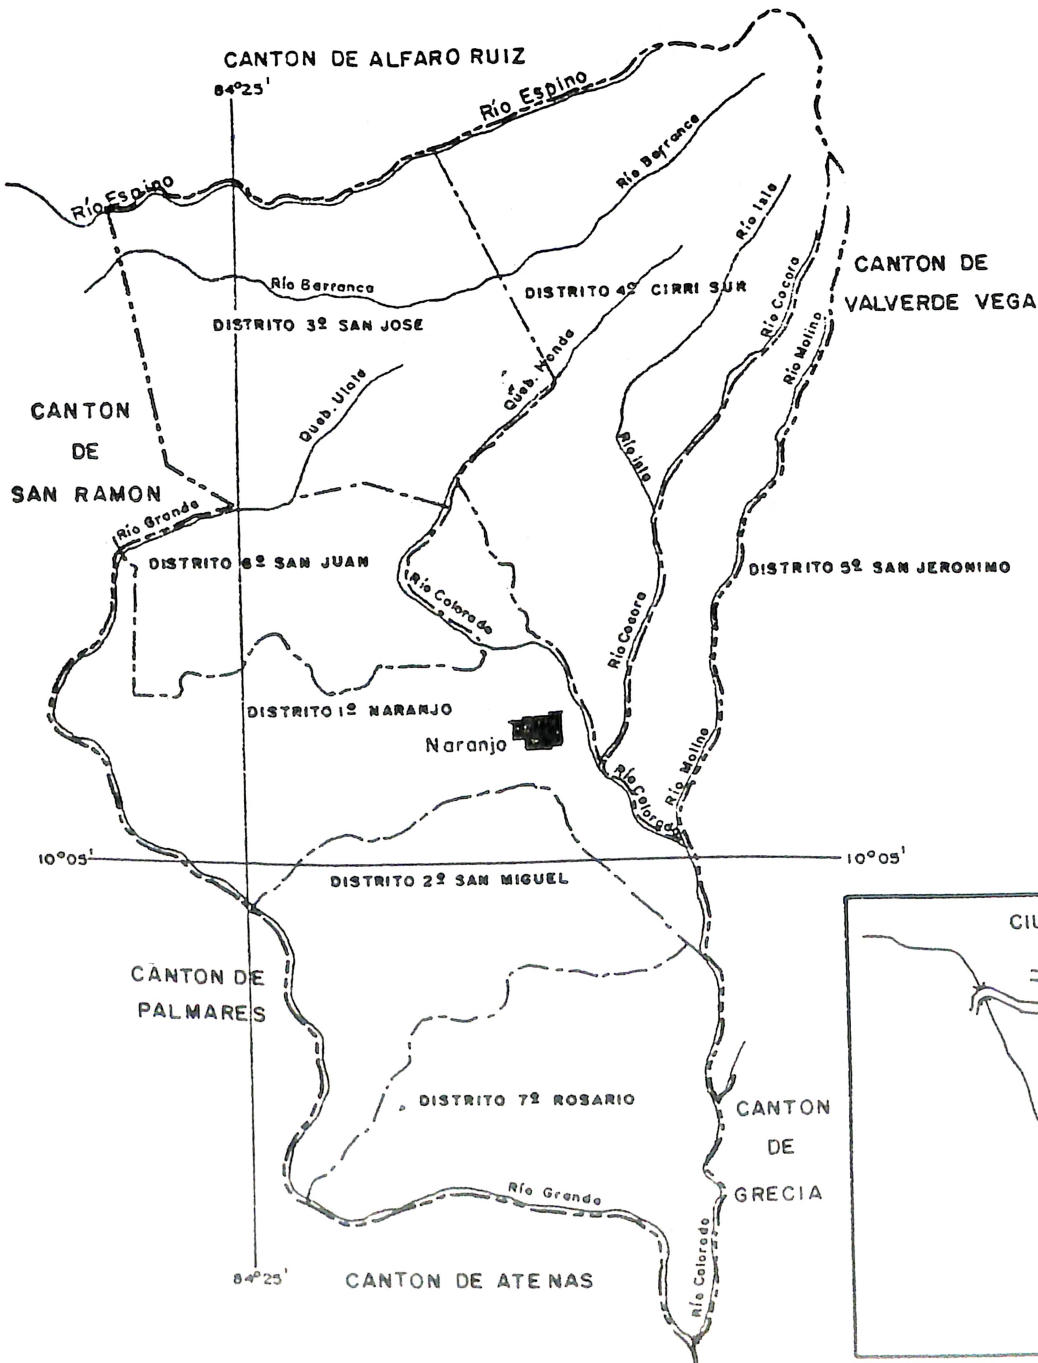 CANTON DE ALFARO RUIZ
84°25'
Río Espino
Río Espino
Río Barranca
Río Isla
CANTON DE
VALVERDE VEGA
Río Barranca
DISTRITO 4º CIRRI SUR
Río Cocora
DISTRITO 3º SAN JOSE
Río Molino
Queb. Honda
Queb. Ulate
CANTON
DE
SAN RAMON
Río Isla
Río Grande
DISTRITO 6º SAN JUAN
DISTRITO 5º SAN JERONIMO
Río Colorado
Río Cocora
DISTRITO 1º NARANJO
Naranjo
Río Molino
Río Colorado
10°05'
10°05'
DISTRITO 2º SAN MIGUEL
CIU
CANTON DE
PALMARES
DISTRITO 7º ROSARIO
CANTON
DE
GRECIA
Río Grande
Río Colorado
84°25'
CANTON DE ATENAS